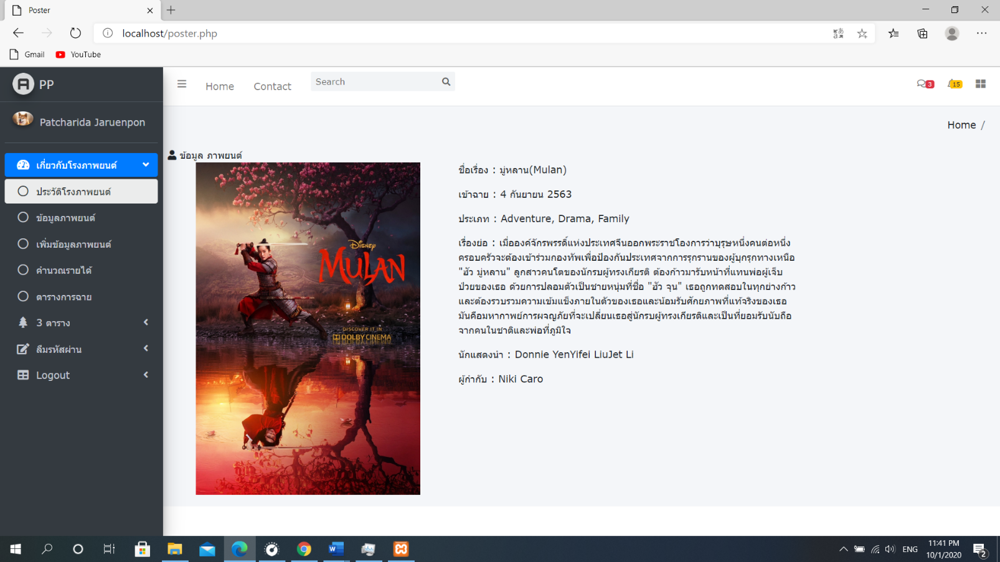 Poster
localhost/poster.php
Gmail
YouTube
PP
Home
Contact
Search
3
15
Patcharida Jaruenpon
Home /
เกี่ยวกับโรงภาพยนต์
ประวัติโรงภาพยนต์
ข้อมูลภาพยนต์
เพิ่มข้อมูลภาพยนต์
คำนวณรายได้
ตารางการฉาย
3 ตาราง
ลืมรหัสผ่าน
Logout
ข้อมูล ภาพยนต์
DISNEY
MULAN
DISCOVER IT IN
DOLBY CINEMA
ชื่อเรื่อง : มู่หลาน(Mulan)
เข้าฉาย : 4 กันยายน 2563
ประเภท : Adventure, Drama, Family
เรื่องย่อ : เมื่อองค์จักรพรรดิ์แห่งประเทศจีนออกพระราชโองการว่าบุรุษหนึ่งคนต่อหนึ่ง
ครอบครัวจะต้องเข้าร่วมกองทัพเพื่อป้องกันประเทศจากการรุกรานของผู้บุกรุกทางเหนือ
"ฮัว มู่หลาน" ลูกสาวคนโตของนักรบผู้ทรงเกียรติ ต้องก้าวมารับหน้าที่แทนพ่อผู้เจ็บ
ป่วยของเธอ ด้วยการปลอมตัวเป็นชายหนุ่มที่ชื่อ "ฮัว จุน" เธอถูกทดสอบในทุกย่างก้าว
และต้องรวบรวมความเข้มแข็งภายในตัวของเธอและน้อมรับศักยภาพที่แท้จริงของเธอ
มันคือมหากาพย์การผจญภัยที่จะเปลี่ยนเธอสู่นักรบผู้ทรงเกียรติและเป็นที่ยอมรับนับถือ
จากคนในชาติและพ่อที่ภูมิใจ
นักแสดงนำ : Donnie YenYifei LiuJet Li
ผู้กำกับ : Niki Caro
ENG
11:41 PM
10/1/2020
2